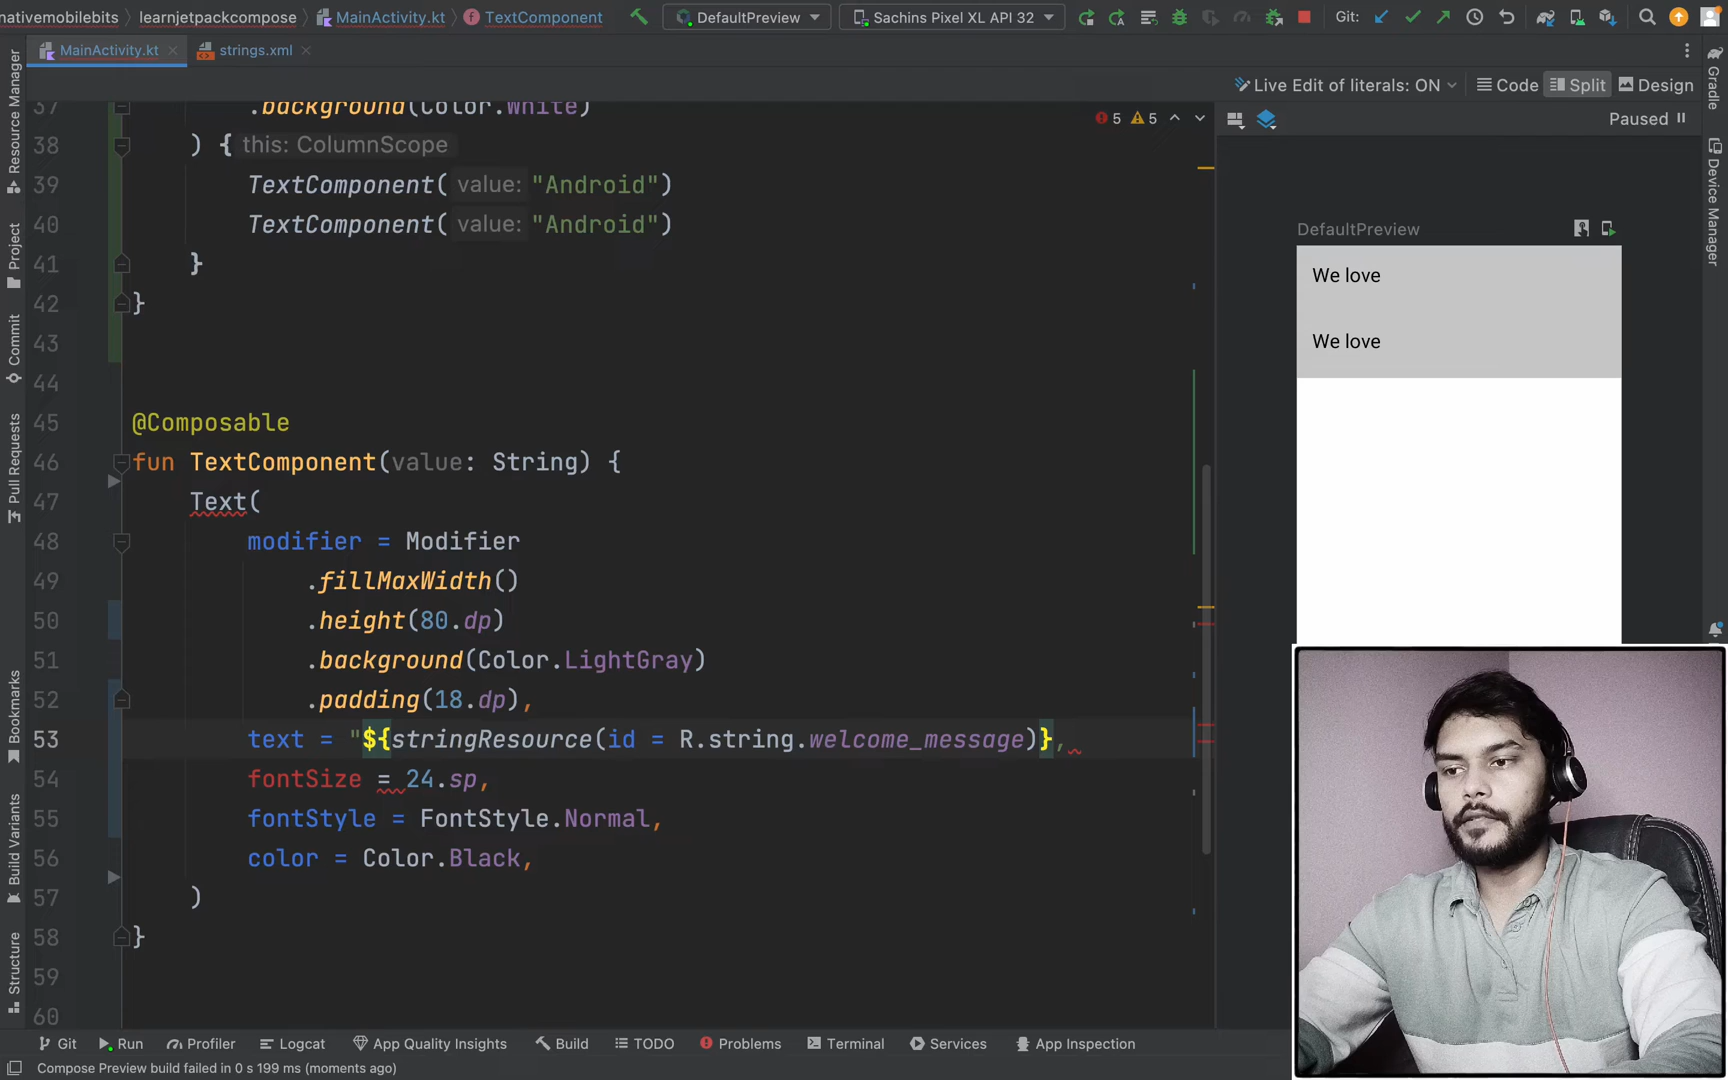 nativemobilebits learnjetpackcompose MainActivity.kt TextComponent DefaultPreview Sachins Pixel XL API 32 Git:
MainActivity.kt strings.xml
Live Edit of literals: ON Code Split Design
Paused
5 5
37 .background(Color.White)
38 ) { this: ColumnScope
39 TextComponent( value: "Android")
40 TextComponent( value: "Android")
41 }
42 }
43
44
45 @Composable
46 fun TextComponent(value: String) {
47 Text(
48 modifier = Modifier
49 .fillMaxWidth()
50 .height(80.dp)
51 .background(Color.LightGray)
52 .padding(18.dp),
53 text = "${stringResource(id = R.string.welcome_message)},
54 fontSize = 24.sp,
55 fontStyle = FontStyle.Normal,
56 color = Color.Black,
57 )
58 }
59
60
DefaultPreview
We love
We love
Resource Manager
Project
Commit
Pull Requests
Bookmarks
Build Variants
Structure
Gradle
Device Manager
Git Run Profiler Logcat App Quality Insights Build TODO Problems Terminal Services App Inspection
Compose Preview build failed in 0 s 199 ms (moments ago)